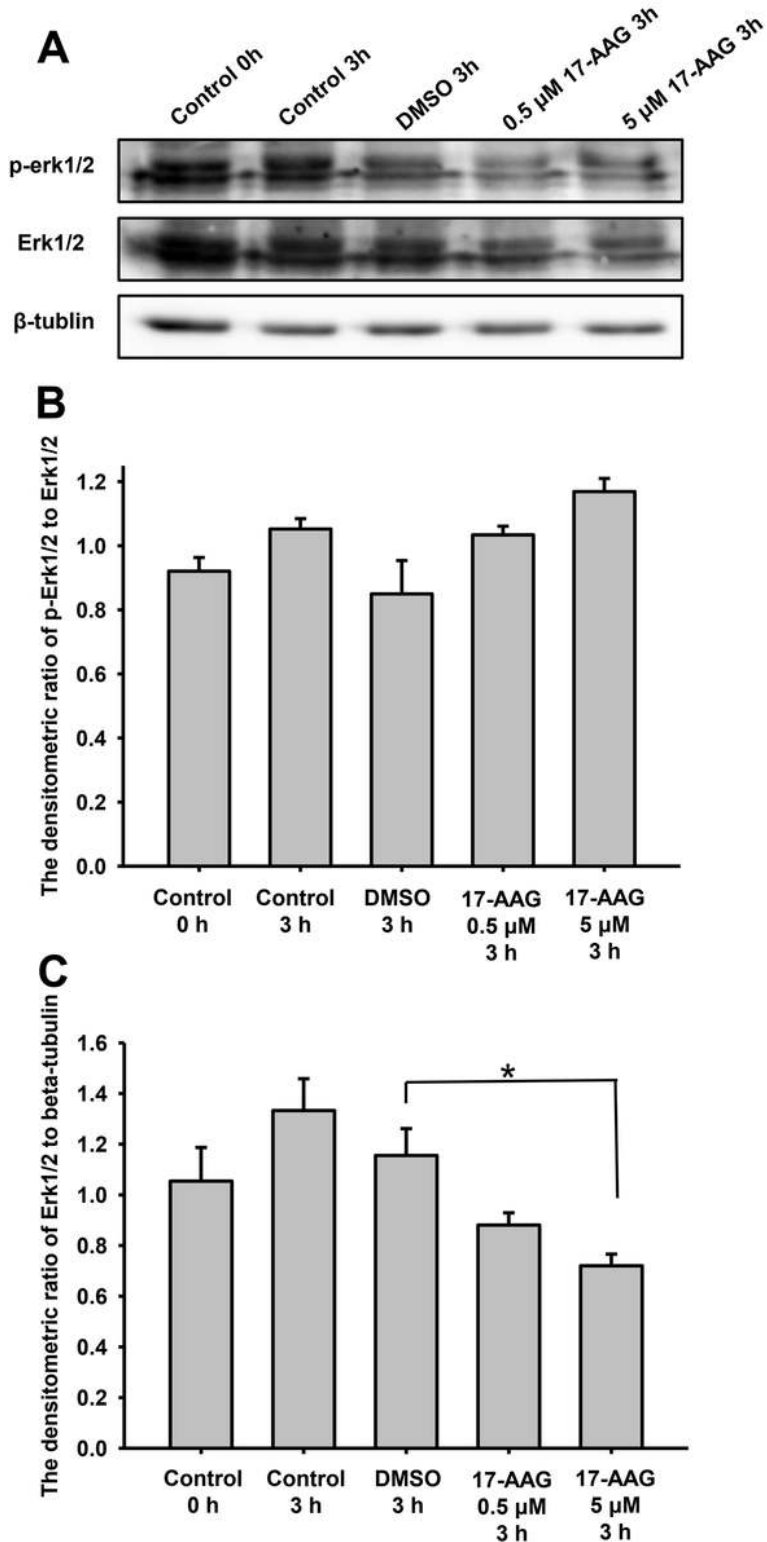 A
Control 0h
Control 3h
DMSO 3h
0.5 µM 17-AAG 3h
5 µM 17-AAG 3h
p-erk1/2
Erk1/2
β-tublin
B
The densitometric ratio of p-Erk1/2 to Erk1/2
1.2
1.0
0.8
0.6
0.4
0.2
0.0
Control
0 h
Control
3 h
DMSO
3 h
17-AAG
0.5 µM
3 h
17-AAG
5 µM
3 h
C
The densitometric ratio of Erk1/2 to beta-tubulin
1.6
1.4
1.2
1.0
0.8
0.6
0.4
0.2
0.0
*
Control
0 h
Control
3 h
DMSO
3 h
17-AAG
0.5 µM
3 h
17-AAG
5 µM
3 h